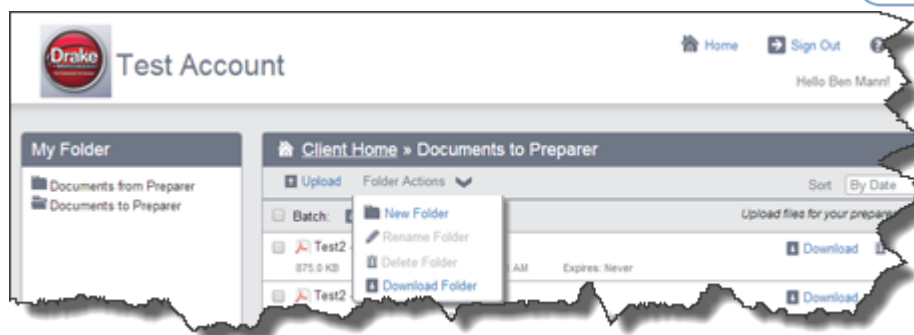 Drake
Test Account
Home
Sign Out
Hello Ben Mann!
My Folder
Documents from Preparer
Documents to Preparer
Client Home » Documents to Preparer
Upload
Folder Actions
Sort
By Date
Batch:
Upload files for your prepare
New Folder
Rename Folder
Delete Folder
Download Folder
Test2
Download
875.0 KB
AM
Expires: Never
Test2
Download